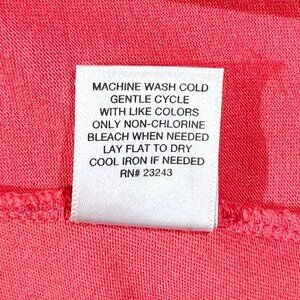 MACHINE WASH COLD
GENTLE CYCLE
WITH LIKE COLORS
ONLY NON-CHLORINE
BLEACH WHEN NEEDED
LAY FLAT TO DRY
COOL IRON IF NEEDED
RN# 23243